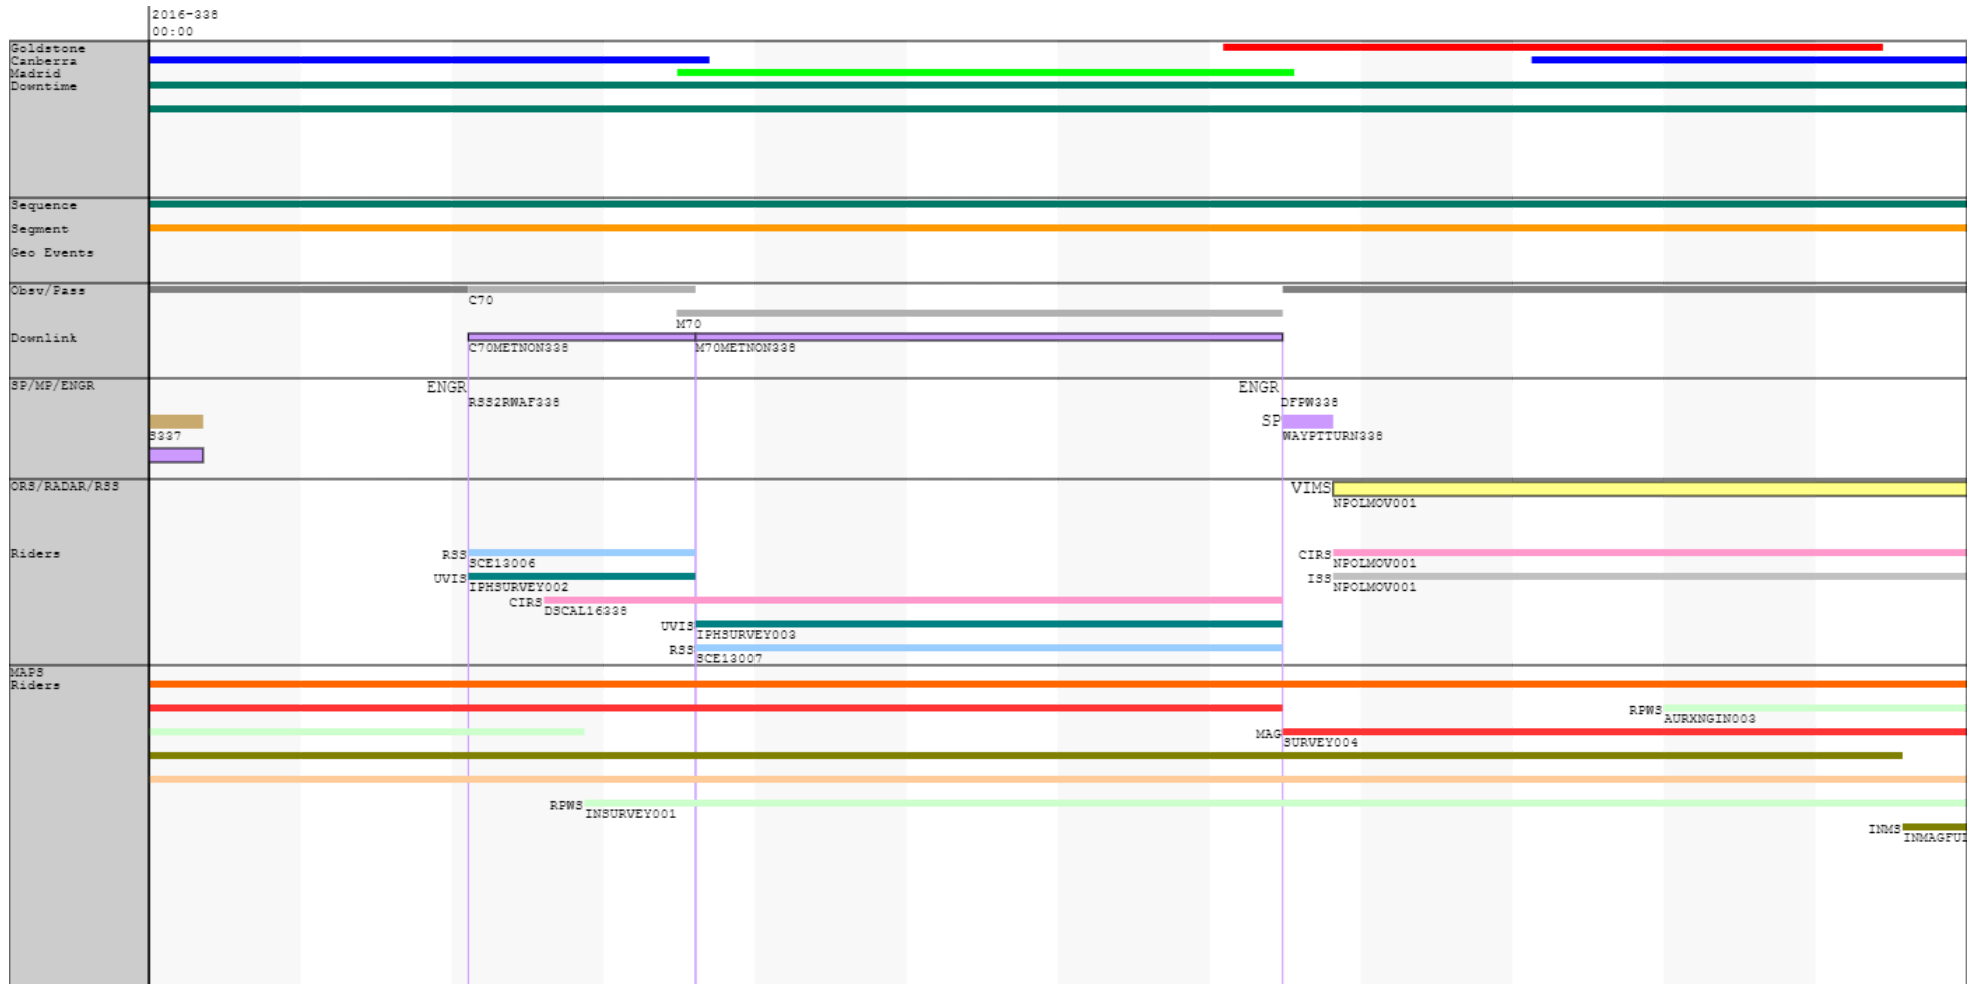 2016-338
00:00
Goldstone
Canberra
Madrid
Downtime
Sequence
Segment
Geo Events
Obsv/Pass
C70
M70
Downlink
C70METNON338
M70METNON338
SP/MP/ENGR
ENGR
RSS2RWAF338
ENGR
DFPW338
S337
SP
WAYPTTURN338
ORS/RADAR/RSS
VIMS
NPOLMOV001
Riders
RSS
SCE13006
CIRS
NPOLMOV001
UVIS
IPHSURVEY002
ISS
NPOLMOV001
CIRS
DSCAL16338
UVIS
IPHSURVEY003
RSS
SCE13007
MAPS
Riders
RPWS
AURXNGIN003
MAG
SURVEY004
RPWS
INSURVEY001
INMS
INMAGFUI